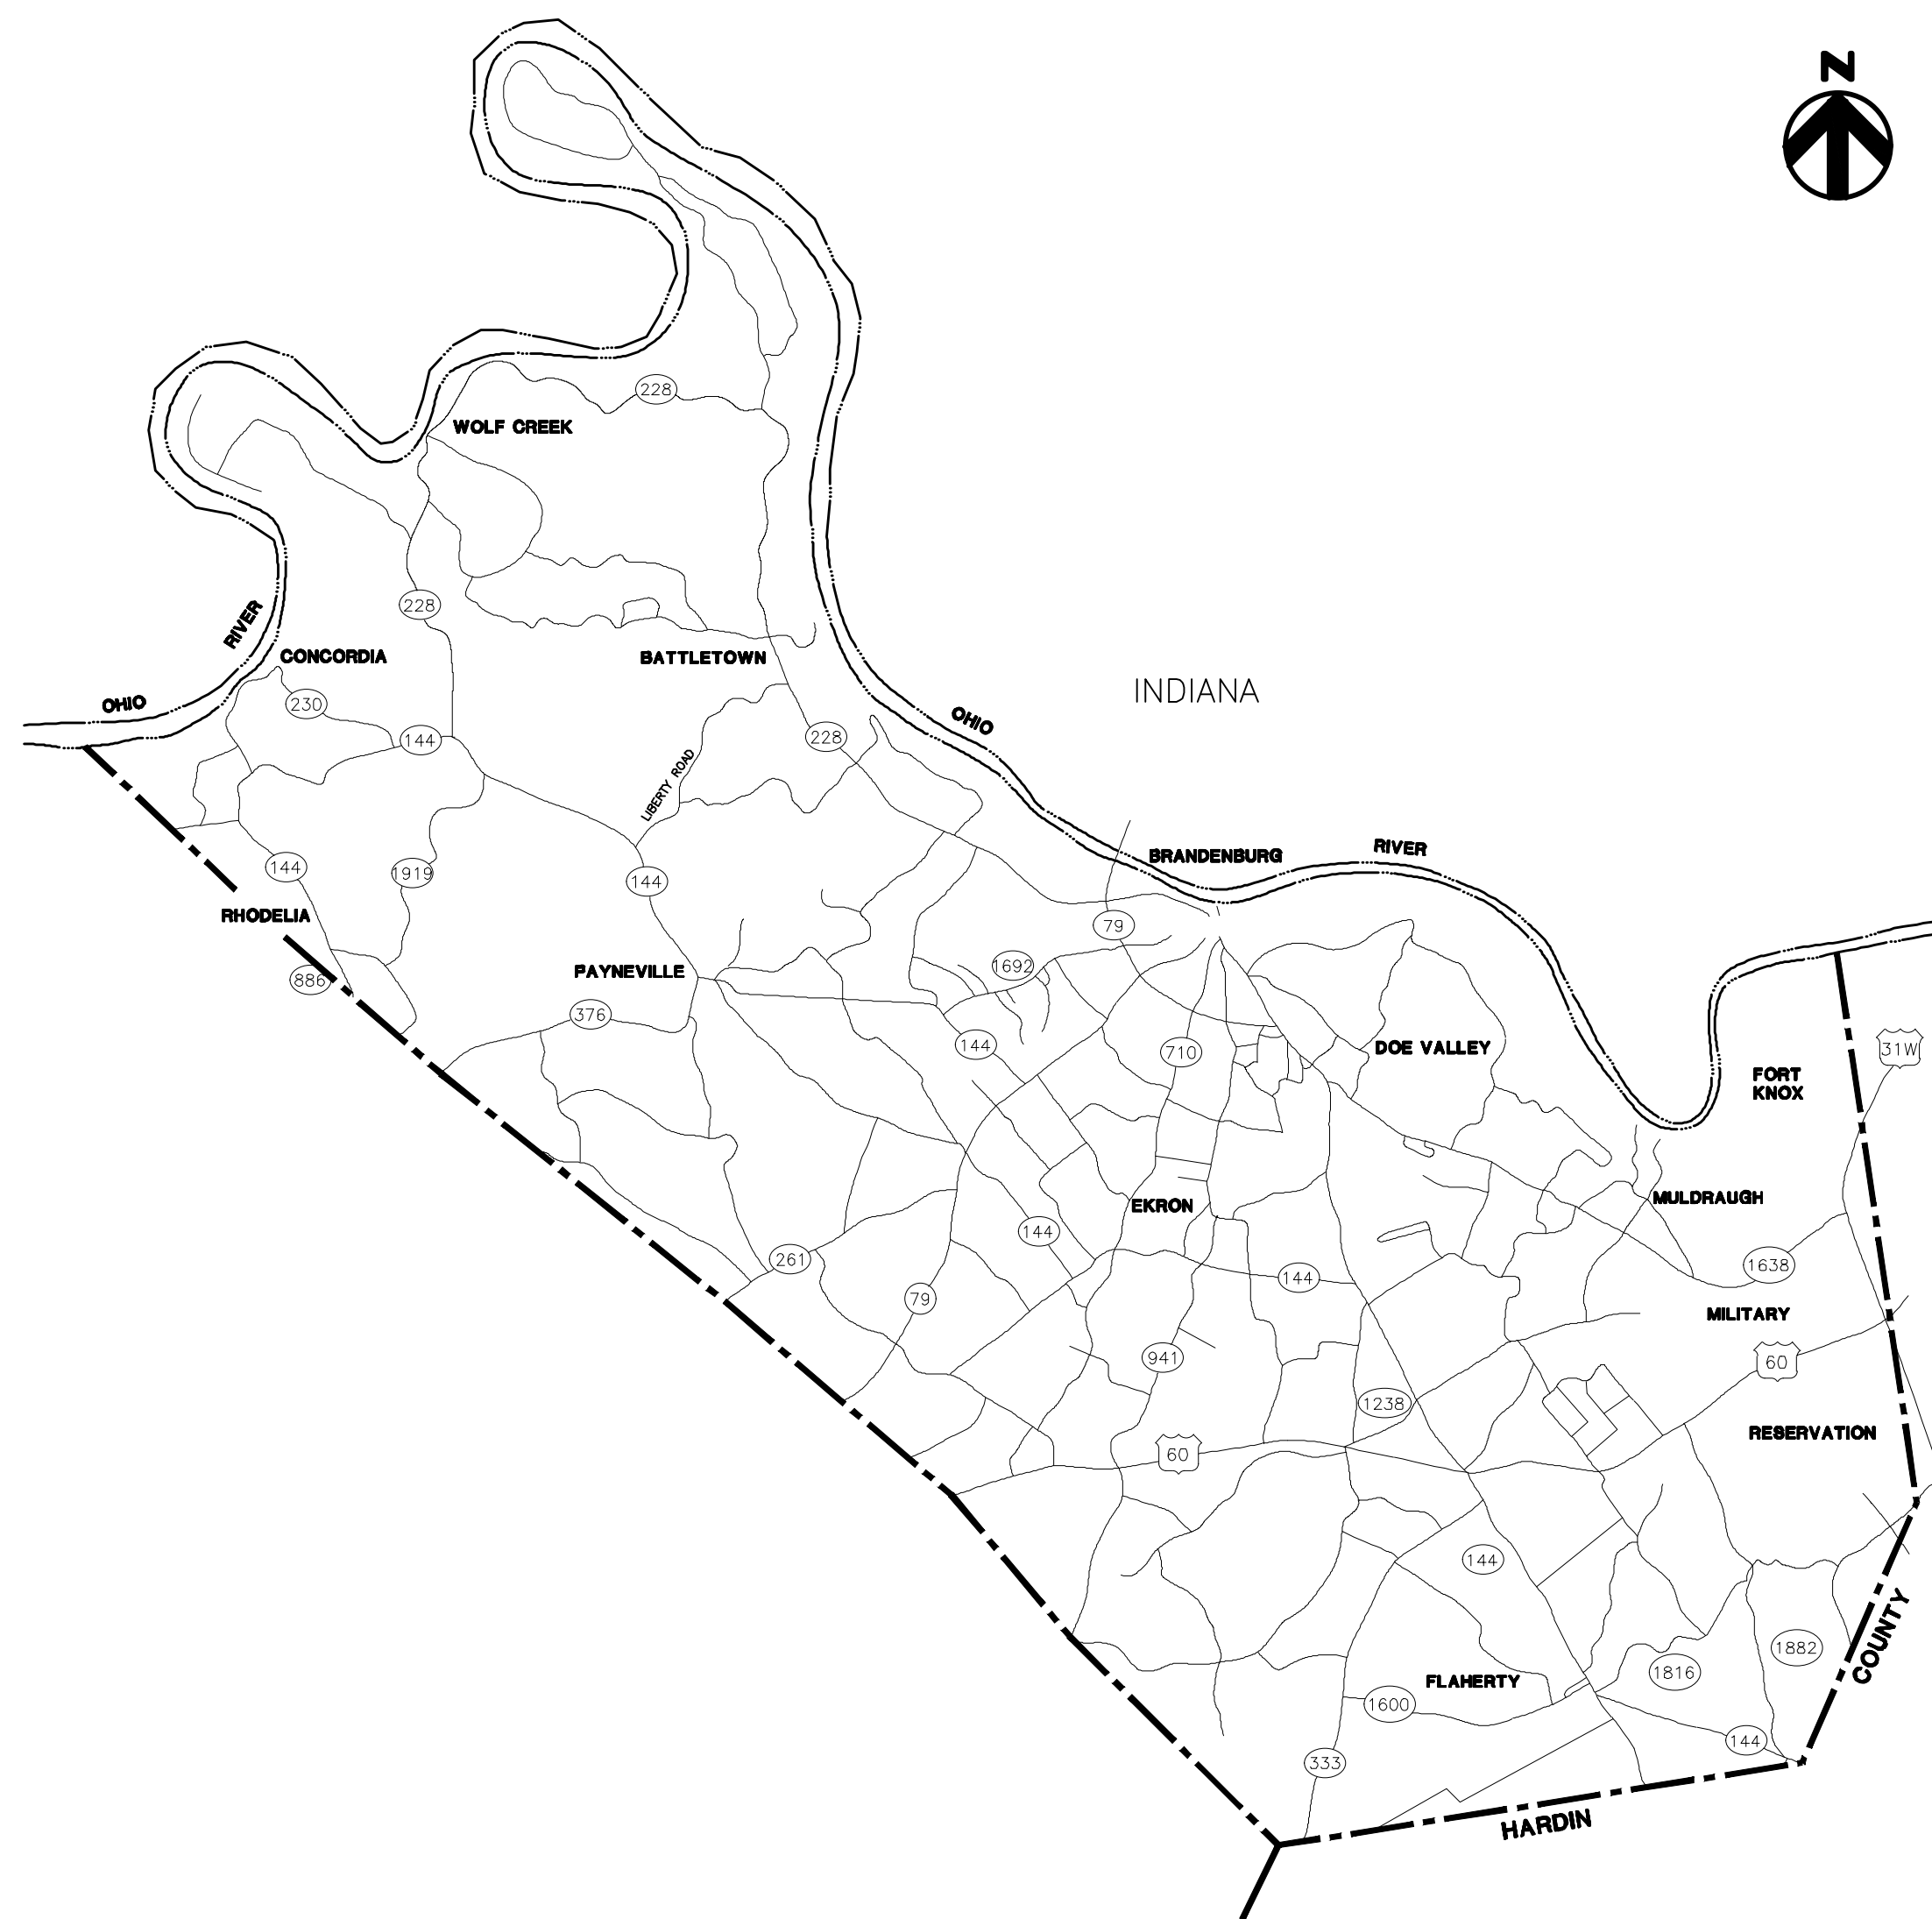 N
228
WOLF CREEK
228
RIVER
CONCORDIA
BATTLETOWN
INDIANA
OHIO
230
OHIO
144
228
LIBERTY ROAD
RIVER
BRANDENBURG
144
1919
144
RHODELIA
79
1692
PAYNEVILLE
886
376
144
710
DOE VALLEY
31W
FORT
KNOX
EKRON
MULDRAUGH
144
261
144
1638
79
MILITARY
941
60
1238
RESERVATION
60
144
COUNTY
1882
1816
FLAHERTY
1600
144
333
HARDIN